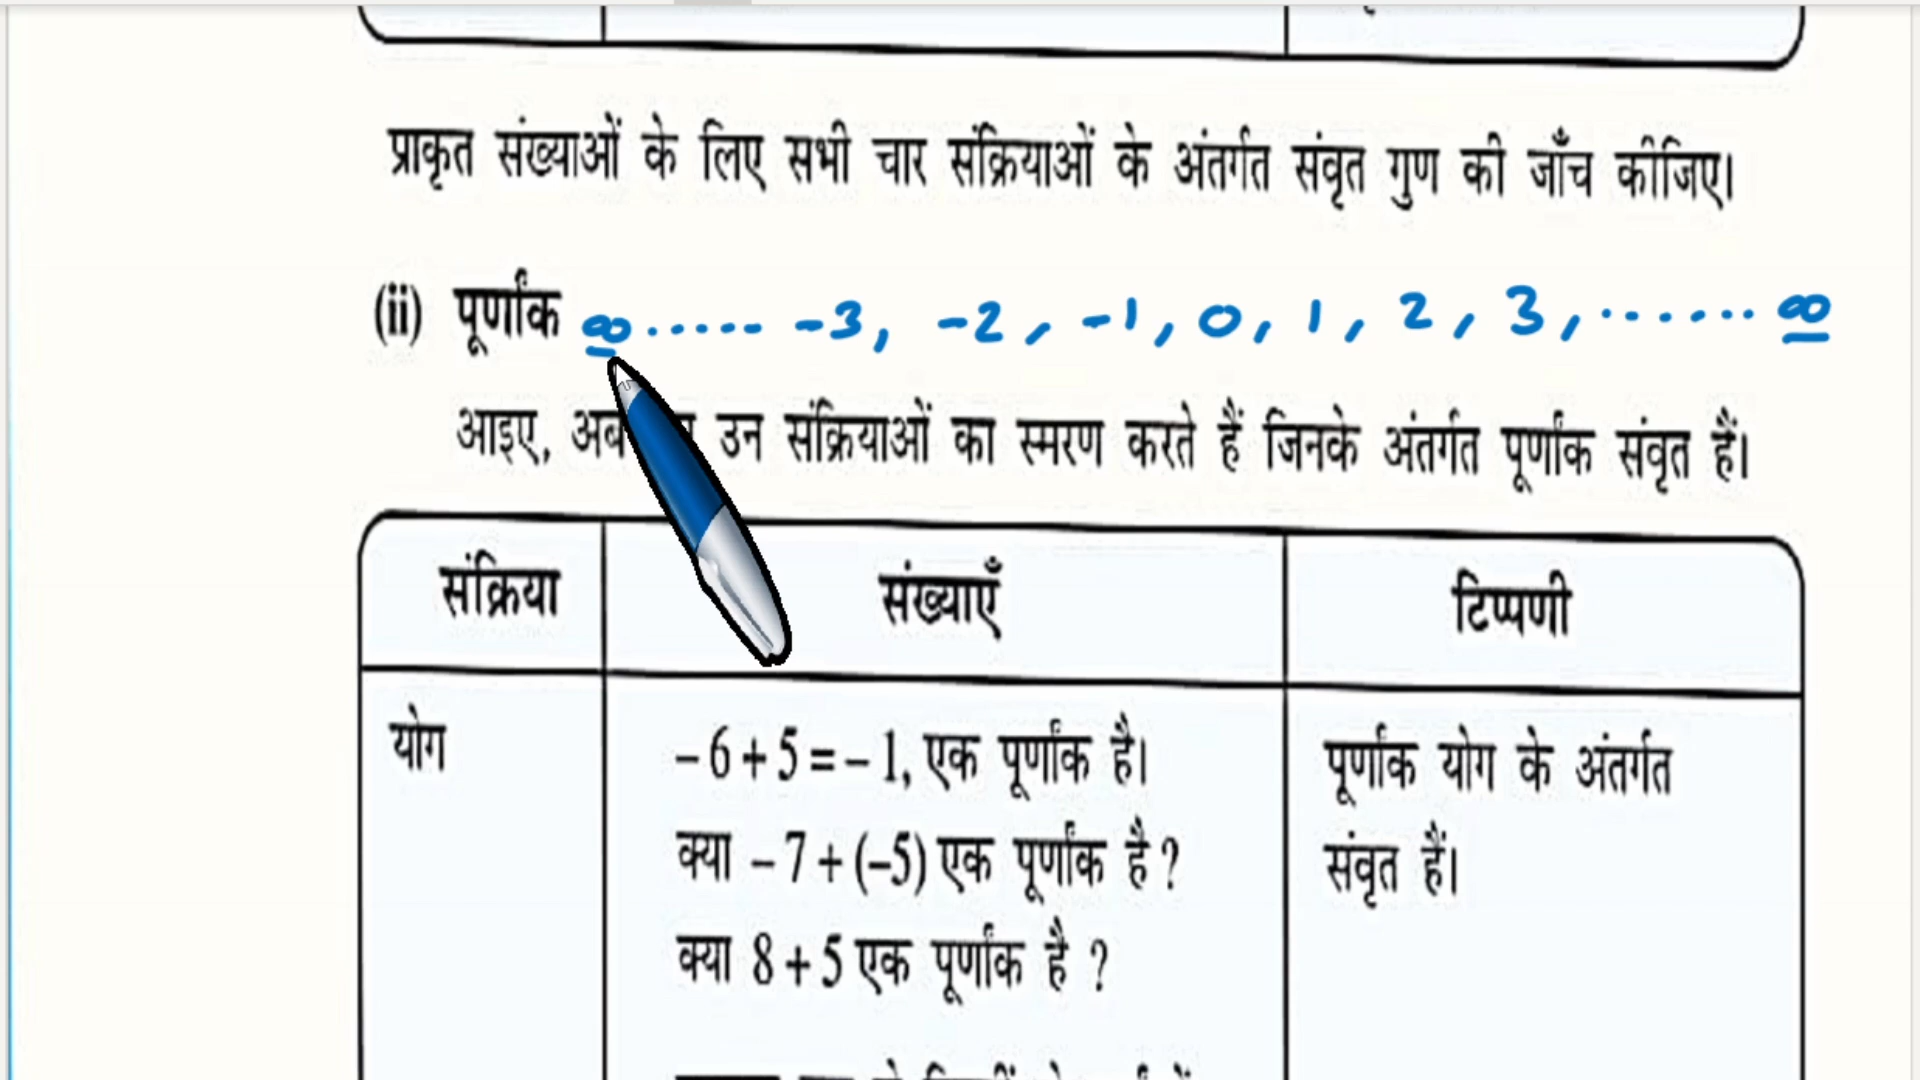 प्राकृत संख्याओं के लिए सभी चार संक्रियाओं के अंतर्गत संवृत गुण की जाँच कीजिए।
(ii) पूर्णांक ∞ ...... -3, -2, -1, 0, 1, 2, 3, ....... ∞
आइए, अब उन संक्रियाओं का स्मरण करते हैं जिनके अंतर्गत पूर्णांक संवृत हैं।
संक्रिया संख्याएँ टिप्पणी
योग – 6 + 5 = – 1, एक पूर्णांक है। पूर्णांक योग के अंतर्गत
क्या – 7 + (–5) एक पूर्णांक है ? संवृत हैं।
क्या 8 + 5 एक पूर्णांक है ?